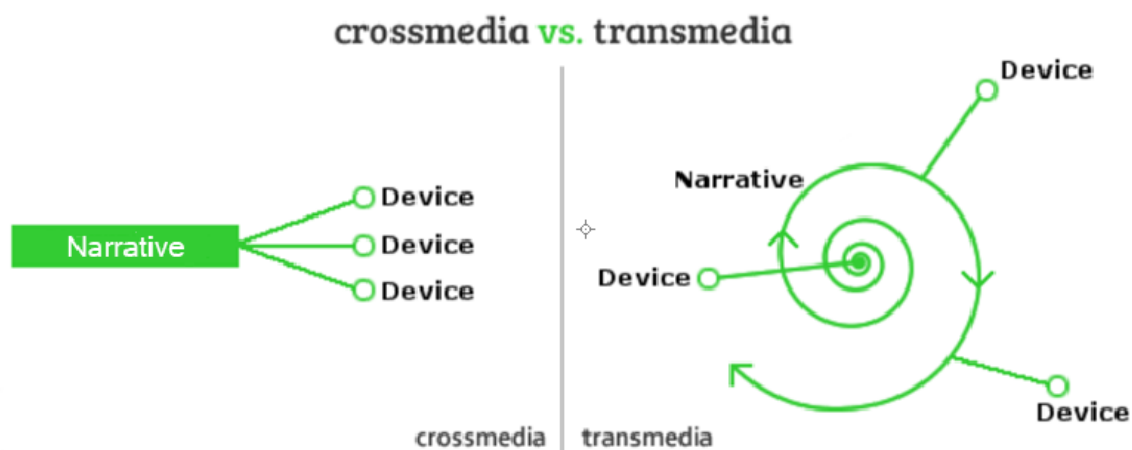 crossmedia vs. transmedia
Narrative
Device
Device
Device
crossmedia
Device
Narrative
Device
Device
transmedia